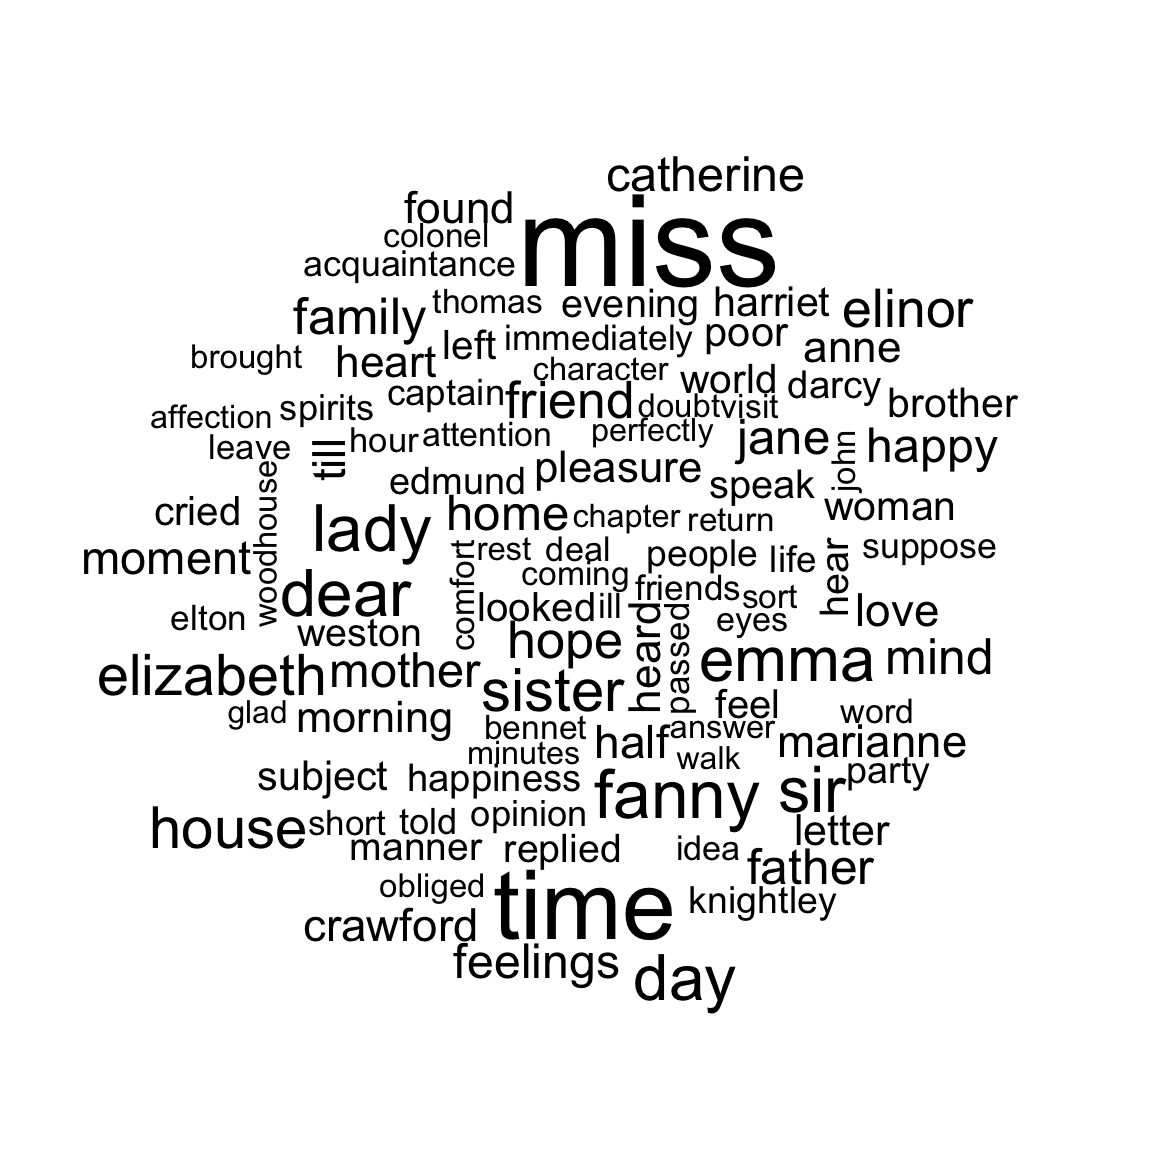 catherine
found
miss
colonel
acquaintance
family
thomas
evening
harriet
elinor
brought
heart
left
immediately
poor
anne
character
world
darcy
affection
spirits
captain
friend
doubt
visit
brother
leave
till
hour
attention
perfectly
jane
john
happy
edmund
pleasure
speak
cried
woodhouse
lady
home
chapter
return
woman
moment
dear
comfort
rest
deal
coming
people
life
hear
suppose
elton
weston
looked
ill
friends
sort
eyes
love
elizabeth
mother
hope
sister
heard
passed
emma
mind
glad
morning
bennet
minutes
half
feel
answer
walk
word
marianne
subject
happiness
fanny
sir
party
house
short
told
opinion
letter
manner
replied
idea
father
obliged
time
knightley
crawford
feelings
day